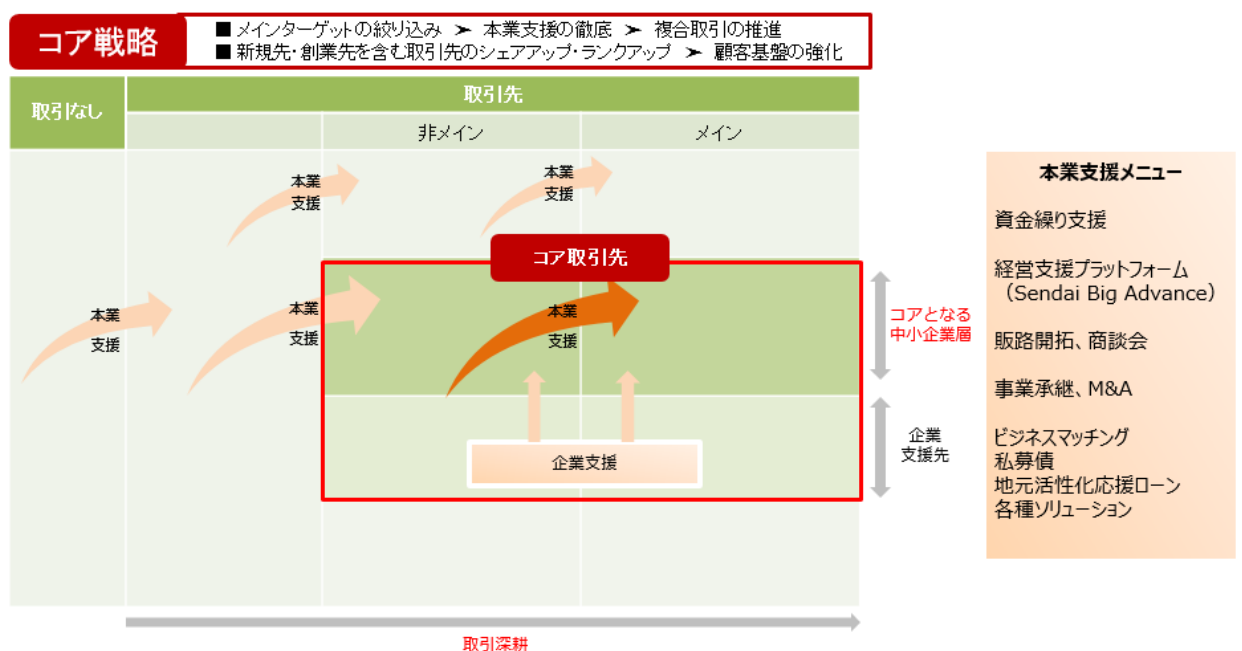 コア戦略
■ メインターゲットの絞り込み ➢ 本業支援の徹底 ➢ 複合取引の推進
■ 新規先・創業先を含む取引先のシェアアップ・ランクアップ ➢ 顧客基盤の強化
取引なし
取引先
非メイン
メイン
本業
支援
本業
支援
コア取引先
本業
支援
本業
支援
本業
支援
企業支援
コアとなる
中小企業層
企業
支援先
取引深耕
本業支援メニュー
資金繰り支援
経営支援プラットフォーム
(Sendai Big Advance)
販路開拓、商談会
事業承継、M&A
ビジネスマッチング
私募債
地元活性化応援ローン
各種ソリューション